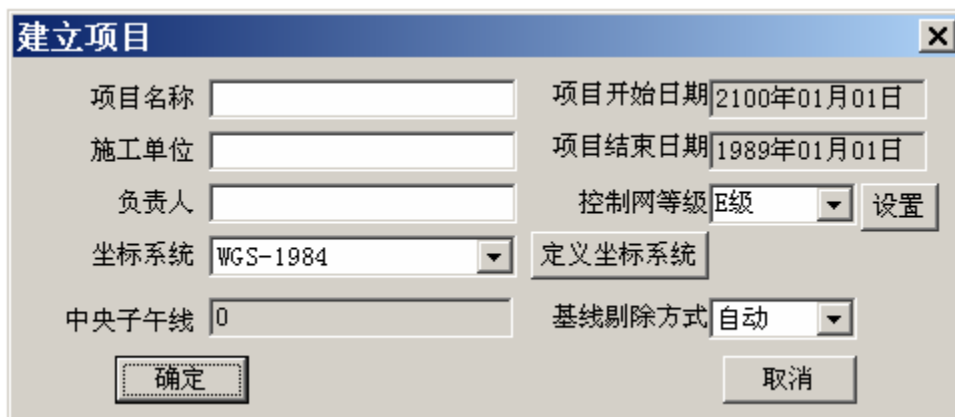 建立项目
项目名称 项目开始日期 2100年01月01日
施工单位 项目结束日期 1989年01月01日
负责人 控制网等级 E级 设置
坐标系统 WGS-1984 定义坐标系统
中央子午线 0 基线剔除方式 自动
确定 取消